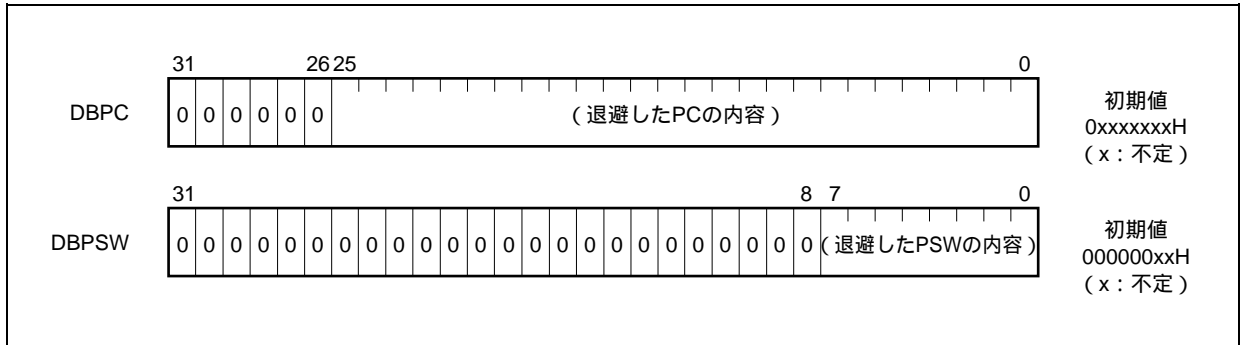 31 26 25 0
DBPC 0 0 0 0 0 0 (退避したPCの内容) 初期値
0xxxxxxxH
(x:不定)
31 8 7 0
DBPSW 0 0 0 0 0 0 0 0 0 0 0 0 0 0 0 0 0 0 0 0 0 0 0 0 (退避したPSWの内容) 初期値
000000xxH
(x:不定)